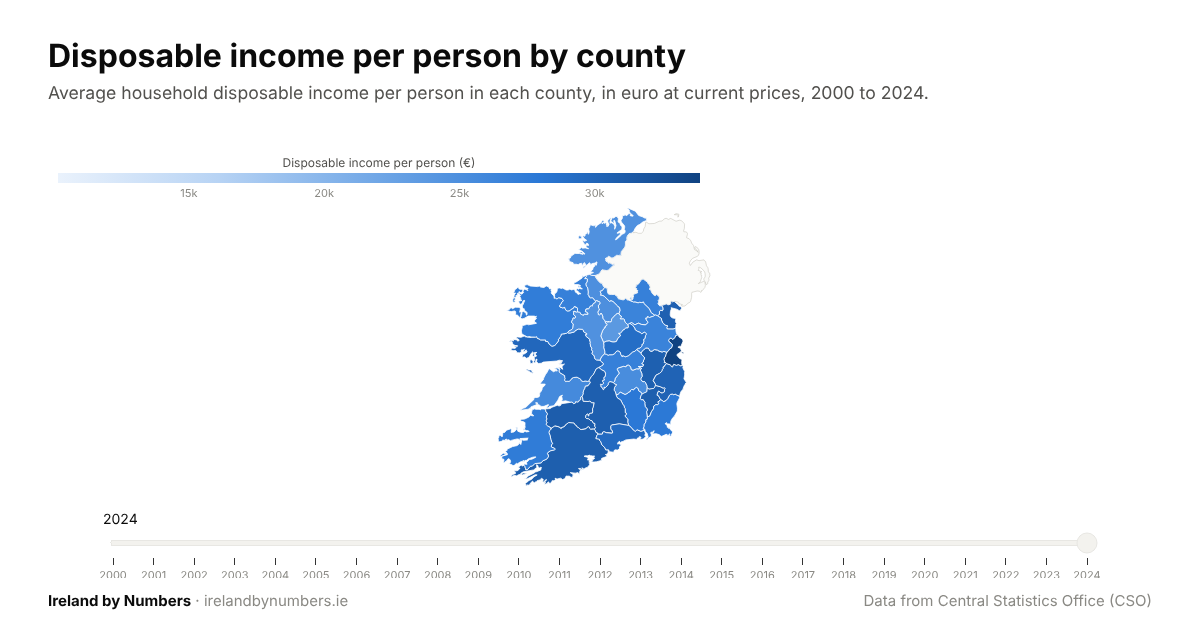 Disposable income per person by county
Average household disposable income per person in each county, in euro at current prices, 2000 to 2024.
Disposable income per person (€)
15k 20k 25k 30k
2024
2000 2001 2002 2003 2004 2005 2006 2007 2008 2009 2010 2011 2012 2013 2014 2015 2016 2017 2018 2019 2020 2021 2022 2023 2024
Ireland by Numbers · irelandbynumbers.ie
Data from Central Statistics Office (CSO)